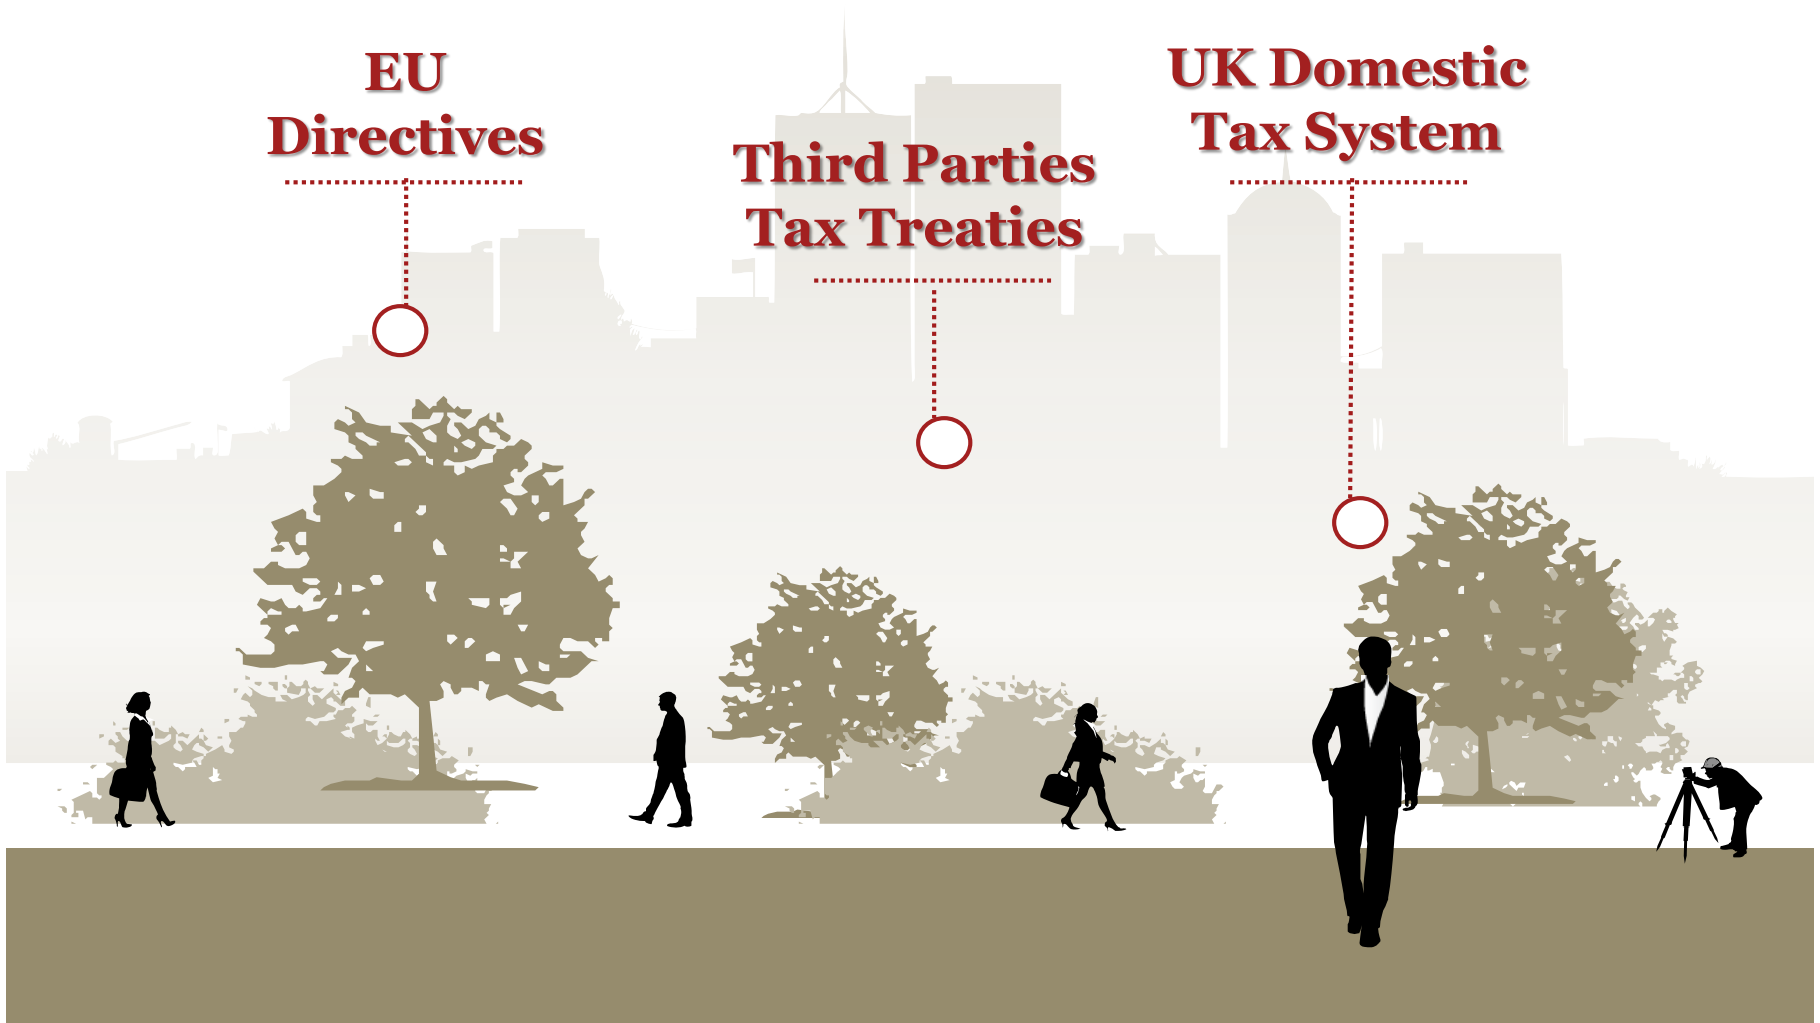 EU
Directives
Third Parties
Tax Treaties
UK Domestic
Tax System